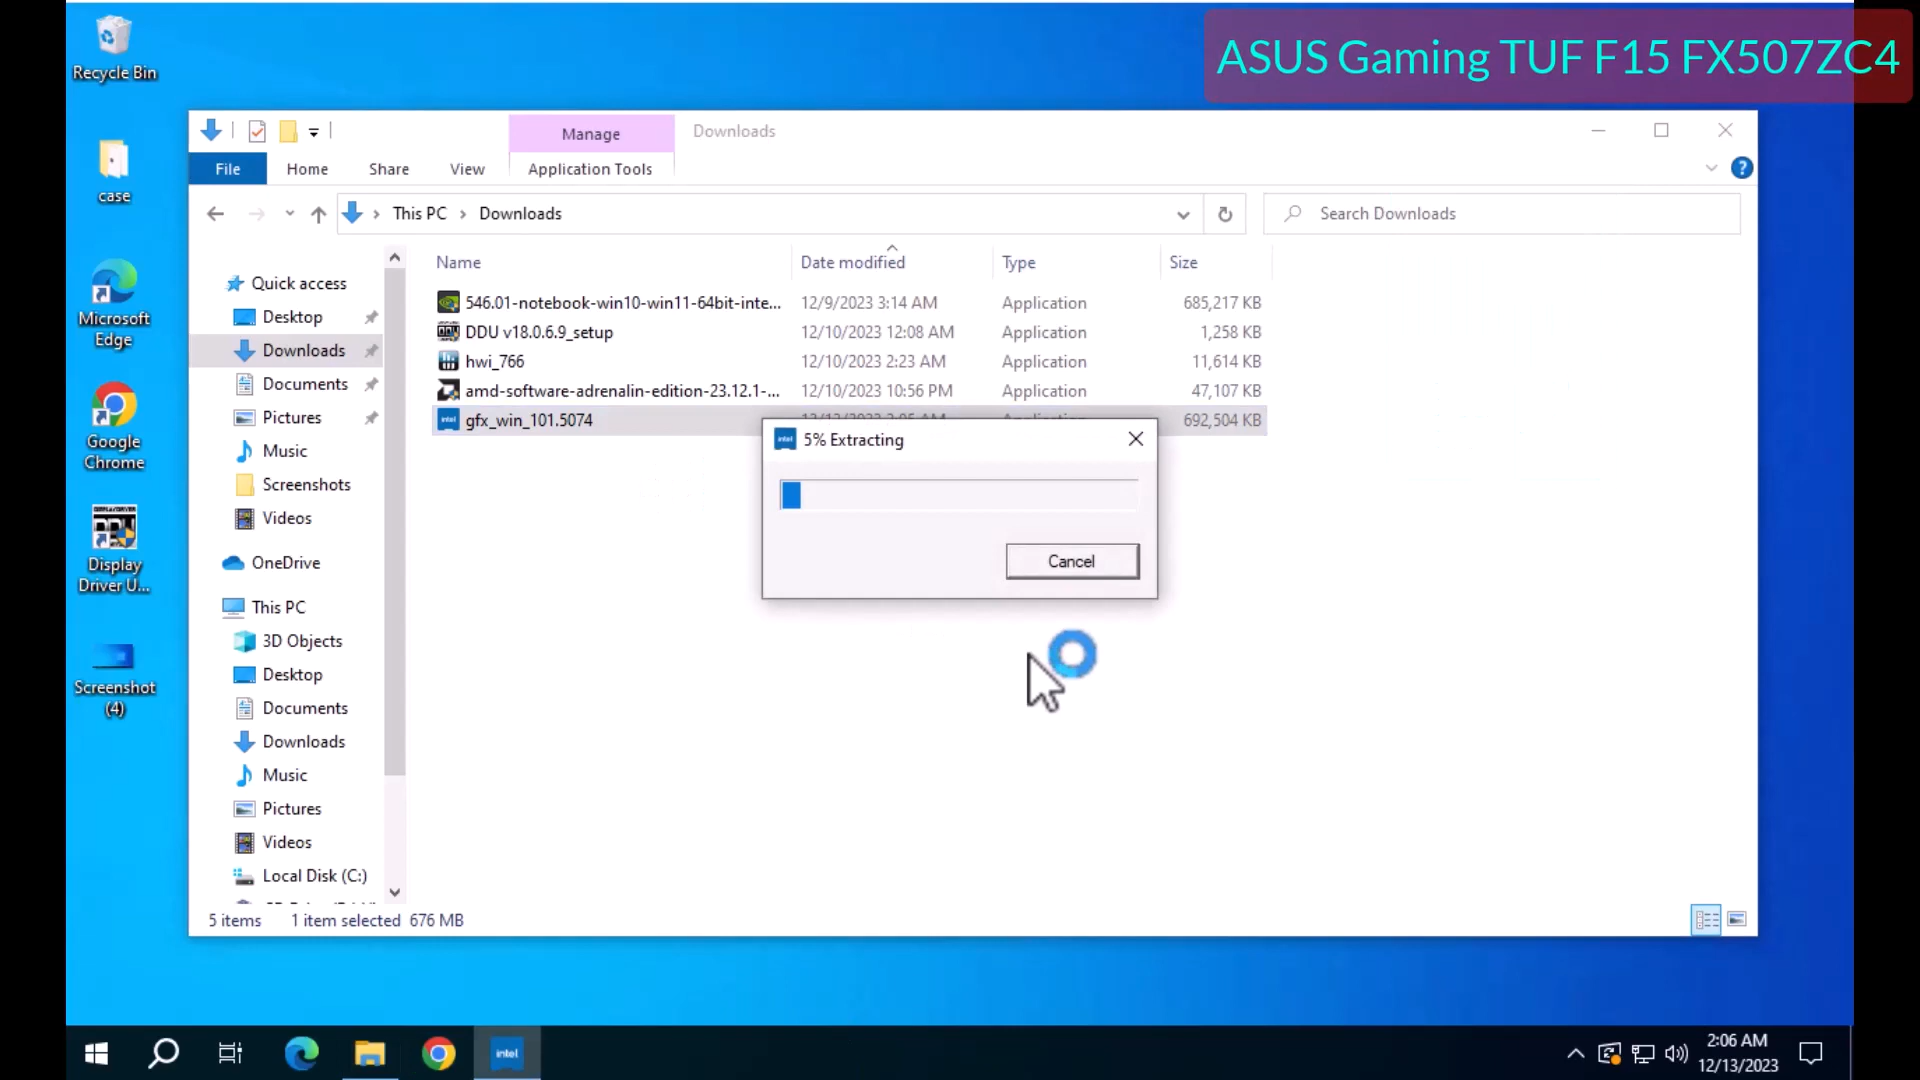 ASUS Gaming TUF F15 FX507ZC4
Recycle Bin
case
Microsoft
Edge
Google
Chrome
Display
Driver U...
Screenshot
(4)
Manage
Downloads
File
Home
Share
View
Application Tools
This PC
Downloads
Search Downloads
Quick access
Desktop
Downloads
Documents
Pictures
Music
Screenshots
Videos
OneDrive
This PC
3D Objects
Desktop
Documents
Downloads
Music
Pictures
Videos
Local Disk (C:)
Name Date modified Type Size
546.01-notebook-win10-win11-64bit-inte... 12/9/2023 3:14 AM Application 685,217 KB
DDU v18.0.6.9_setup 12/10/2023 12:08 AM Application 1,258 KB
hwi_766 12/10/2023 2:23 AM Application 11,614 KB
amd-software-adrenalin-edition-23.12.1-... 12/10/2023 10:56 PM Application 47,107 KB
gfx_win_101.5074 692,504 KB
5% Extracting
Cancel
5 items 1 item selected 676 MB
intel
2:06 AM
12/13/2023